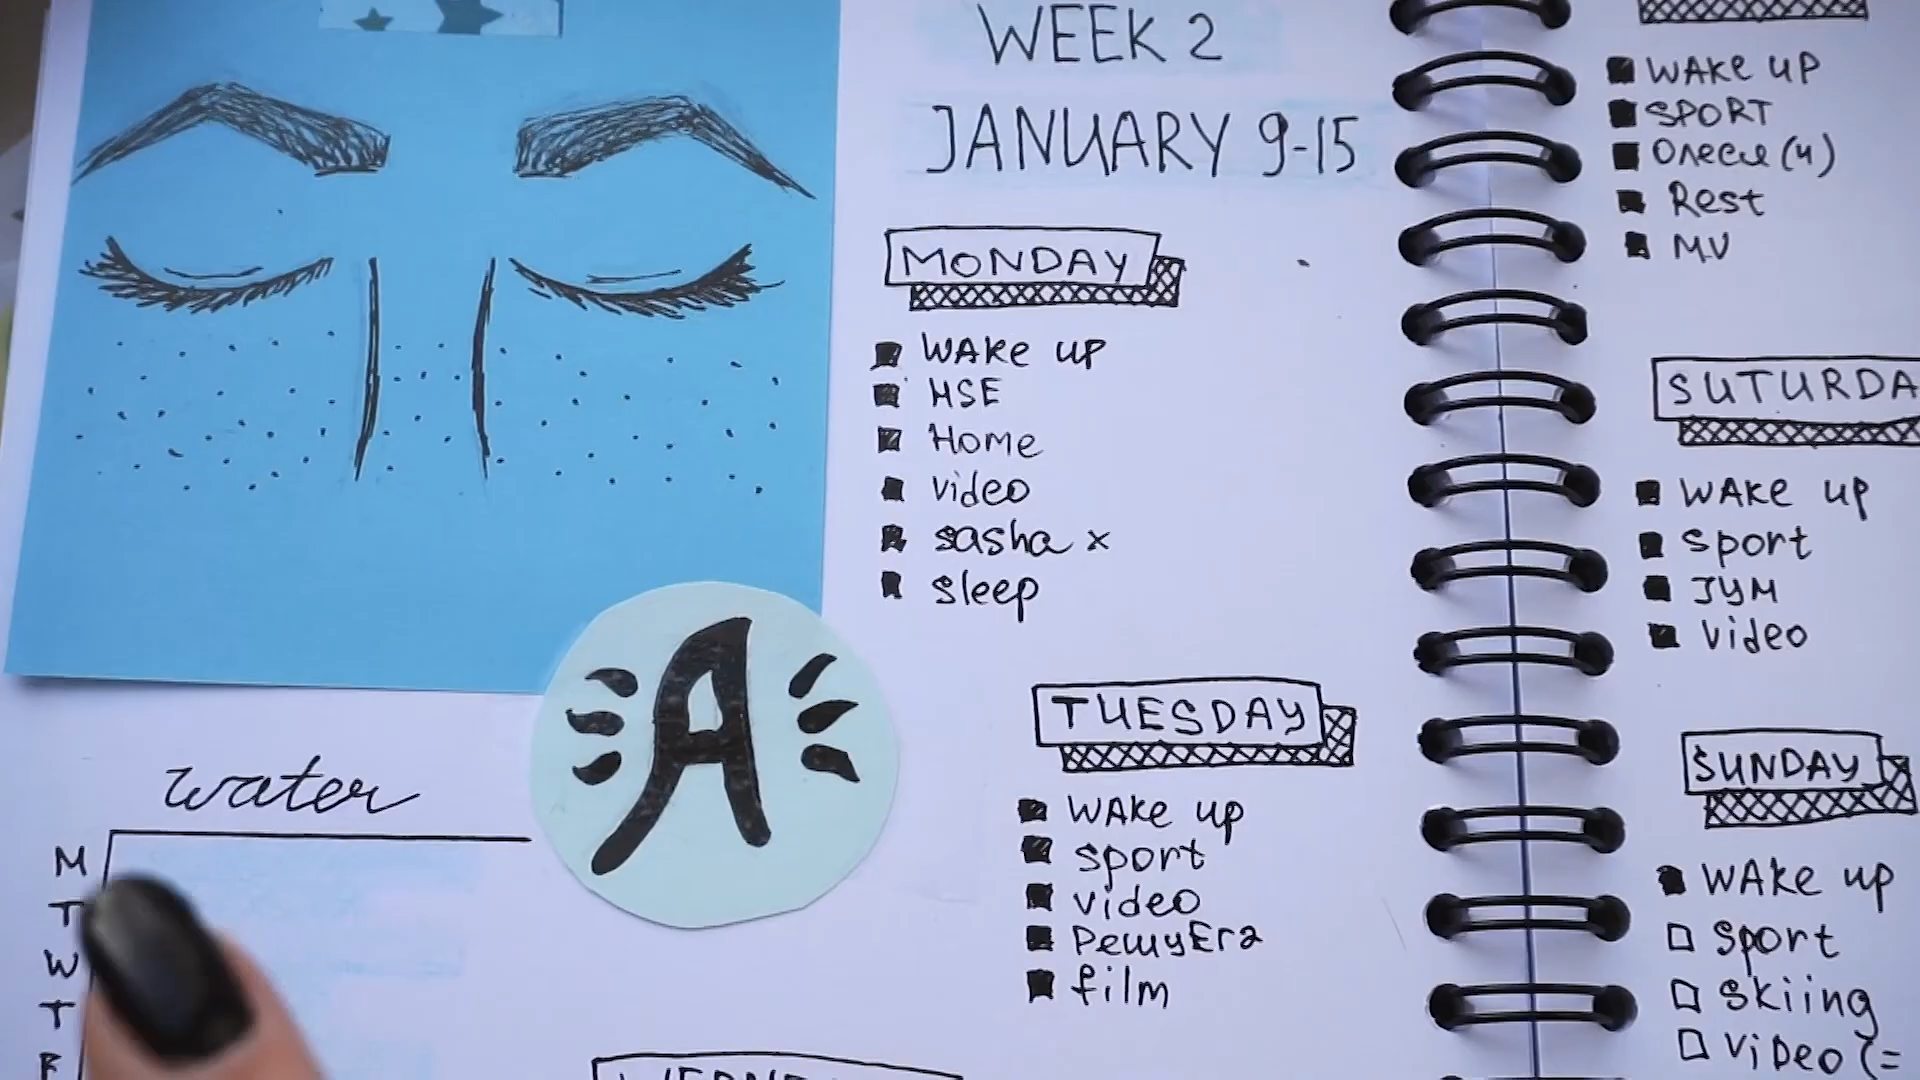 WEEK 2
JANUARY 9-15
MONDAY
WAKE UP
HSE
HOME
video
sasha x
sleep
A
water
M
T
W
T
F
TUESDAY
WAKE UP
sport
video
РешуЕгэ
film
WAKE UP
SPORT
Олеся (4)
Rest
MV
SUTURDA
WAKE UP
sport
JYM
Video
SUNDAY
WAKE UP
Sport
Skiing
Video (=